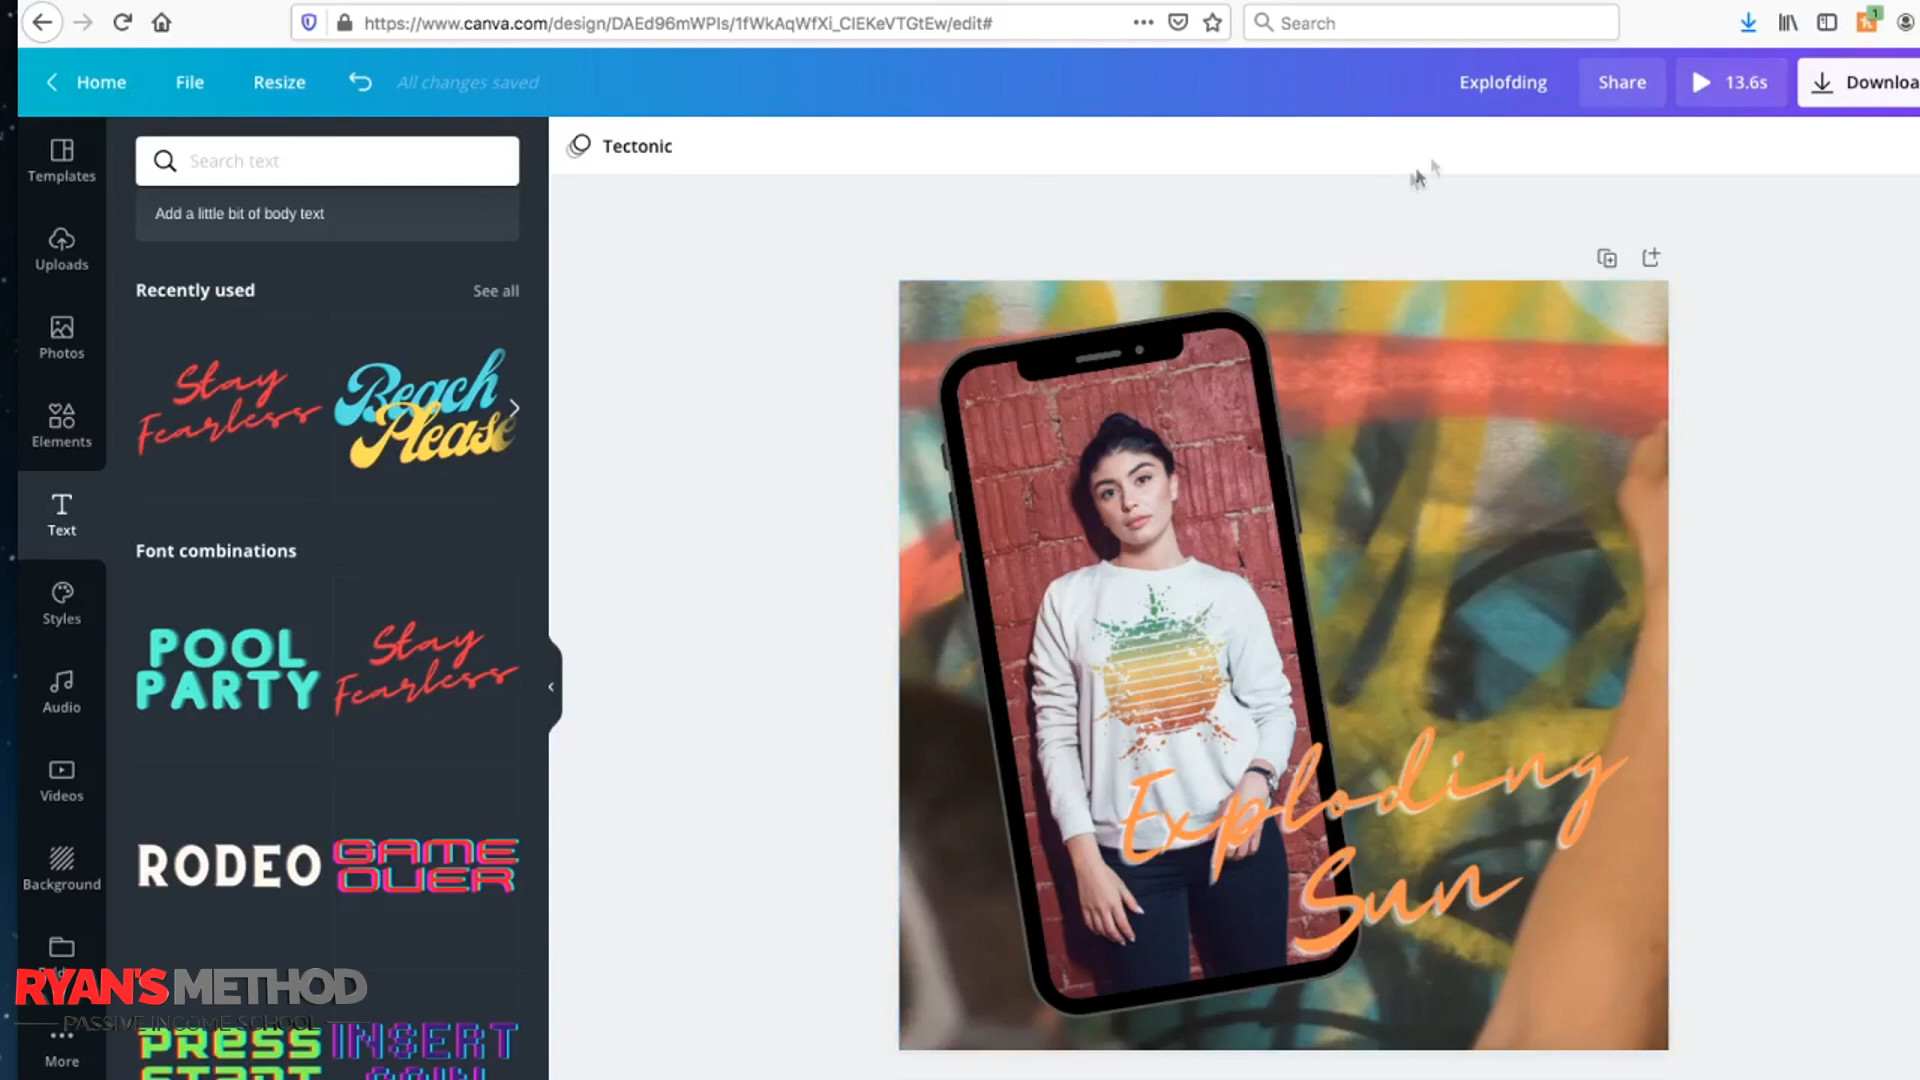 https://www.canva.com/design/DAEd96mWPIs/1fWkAqWfXi_ClEKeVTGtEw/edit#
Search
1
Home
File
Resize
All changes saved
Explofding
Share
13.6s
Downloa
Templates
Uploads
Photos
Elements
Text
Styles
Audio
Videos
Background
More
Search text
Add a little bit of body text
Recently used
See all
Stay
Fearless
Beach
Please
Font combinations
POOL
PARTY
Stay
Fearless
RODEO
GAME
OVER
PRESS
START
INSERT
Tectonic
Exploding
Sun
RYAN'S METHOD
PASSIVE INCOME SCHOOL